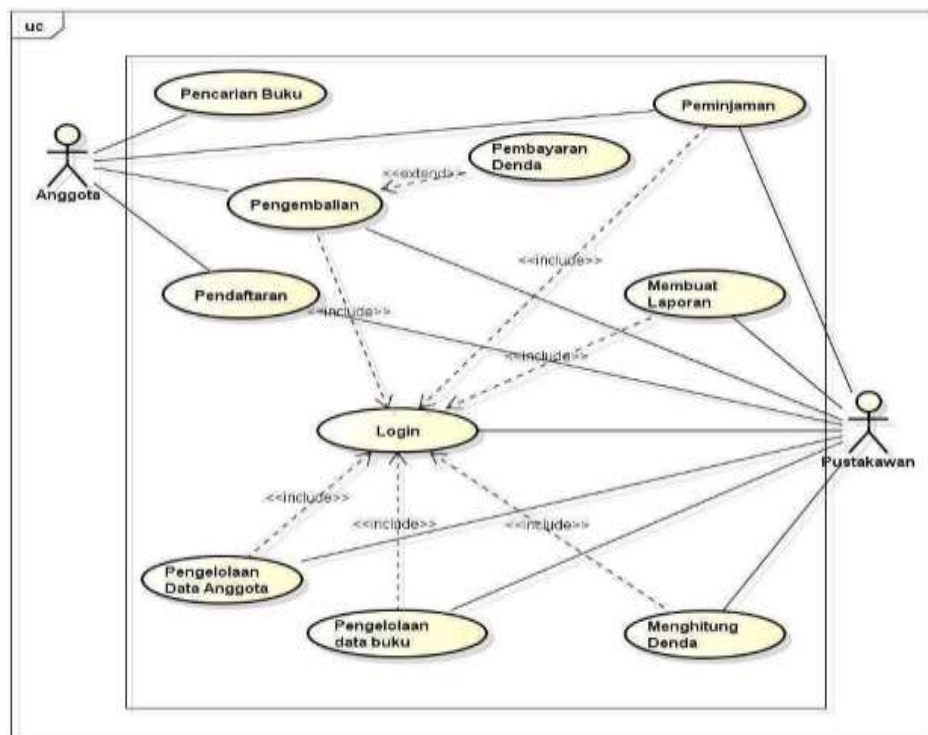 uc
Pencarian Buku
Peminjaman
Pembayaran
Denda
<<extend>>
Anggota
Pengembalian
<<include>>
Pendaftaran
<<include>>
Membuat
Laporan
<<include>>
Login
Pustakawan
<<include>>
<<include>>
<<include>>
Pengelolaan
Data Anggota
Pengelolaan
data buku
Menghitung
Denda